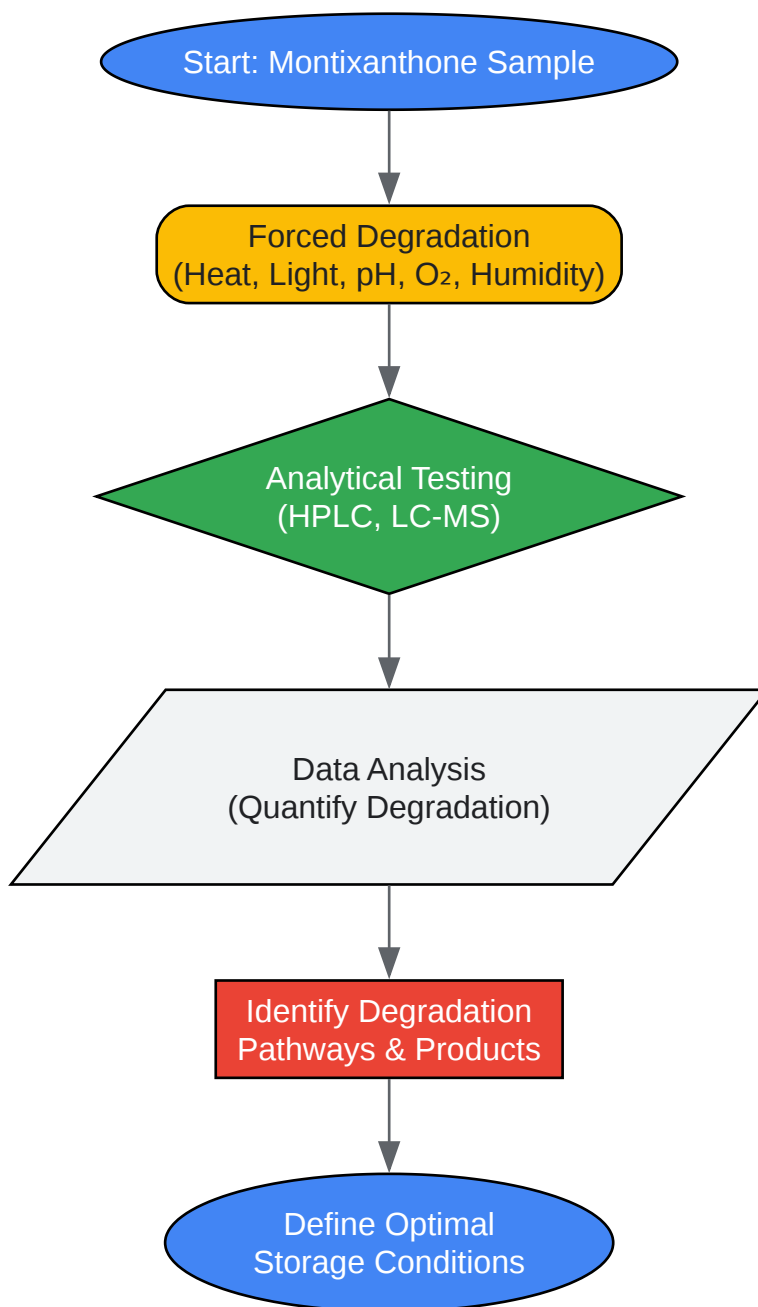 Start: Montixanthone Sample
Forced Degradation
(Heat, Light, pH, O₂, Humidity)
Analytical Testing
(HPLC, LC-MS)
Data Analysis
(Quantify Degradation)
Identify Degradation
Pathways & Products
Define Optimal
Storage Conditions